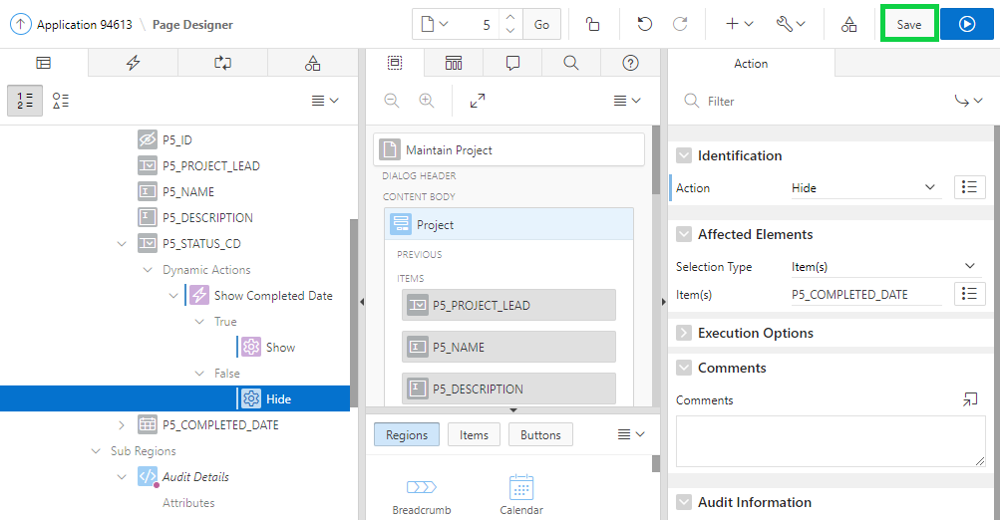 Application 94613 \ Page Designer
5 Go
Save
P5_ID
P5_PROJECT_LEAD
P5_NAME
P5_DESCRIPTION
P5_STATUS_CD
Dynamic Actions
Show Completed Date
True
Show
False
Hide
P5_COMPLETED_DATE
Sub Regions
Audit Details
Attributes
Maintain Project
DIALOG HEADER
CONTENT BODY
Project
PREVIOUS
ITEMS
P5_PROJECT_LEAD
P5_NAME
P5_DESCRIPTION
Regions Items Buttons
Breadcrumb Calendar
Action
Filter
Identification
Action Hide
Affected Elements
Selection Type Item(s)
Item(s) P5_COMPLETED_DATE
Execution Options
Comments
Comments
Audit Information